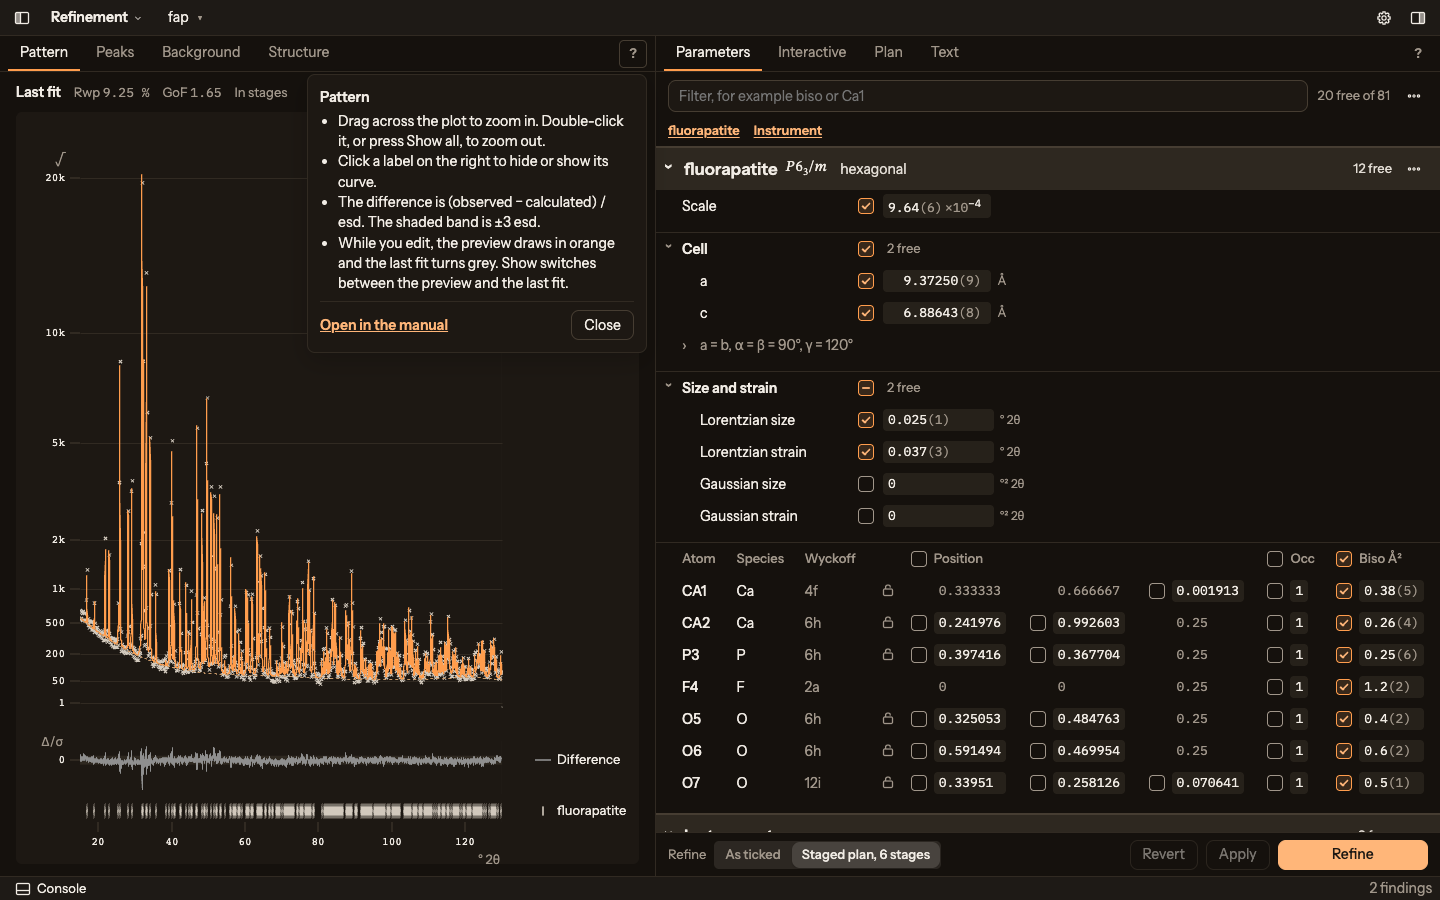 Refinement fap
Pattern Peaks Background Structure ?
Last fit Rwp 9.25 % GoF 1.65 In stages
Pattern
• Drag across the plot to zoom in. Double-click
it, or press Show all, to zoom out.
• Click a label on the right to hide or show its
curve.
• The difference is (observed − calculated) /
esd. The shaded band is ±3 esd.
• While you edit, the preview draws in orange
and the last fit turns grey. Show switches
between the preview and the last fit.
Open in the manual Close
√
20k
10k
5k
2k
1k
500
200
50
1
Δ/σ
0
Difference
fluorapatite
20 40 60 80 100 120
° 2θ
Parameters Interactive Plan Text ?
Filter, for example biso or Ca1 20 free of 81
fluorapatite Instrument
fluorapatite P6₃/m hexagonal 12 free
Scale 9.64(6) ×10⁻⁴
Cell 2 free
a 9.37250(9) Å
c 6.88643(8) Å
a = b, α = β = 90°, γ = 120°
Size and strain 2 free
Lorentzian size 0.025(1) ° 2θ
Lorentzian strain 0.037(3) ° 2θ
Gaussian size 0 °² 2θ
Gaussian strain 0 °² 2θ
Atom Species Wyckoff Position Occ Biso Å²
CA1 Ca 4f 0.333333 0.666667 0.001913 1 0.38(5)
CA2 Ca 6h 0.241976 0.992603 0.25 1 0.26(4)
P3 P 6h 0.397416 0.367704 0.25 1 0.25(6)
F4 F 2a 0 0 0.25 1 1.2(2)
O5 O 6h 0.325053 0.484763 0.25 1 0.4(2)
O6 O 6h 0.591494 0.469954 0.25 1 0.6(2)
O7 O 12i 0.33951 0.258126 0.070641 1 0.5(1)
Refine As ticked Staged plan, 6 stages Revert Apply Refine
Console 2 findings